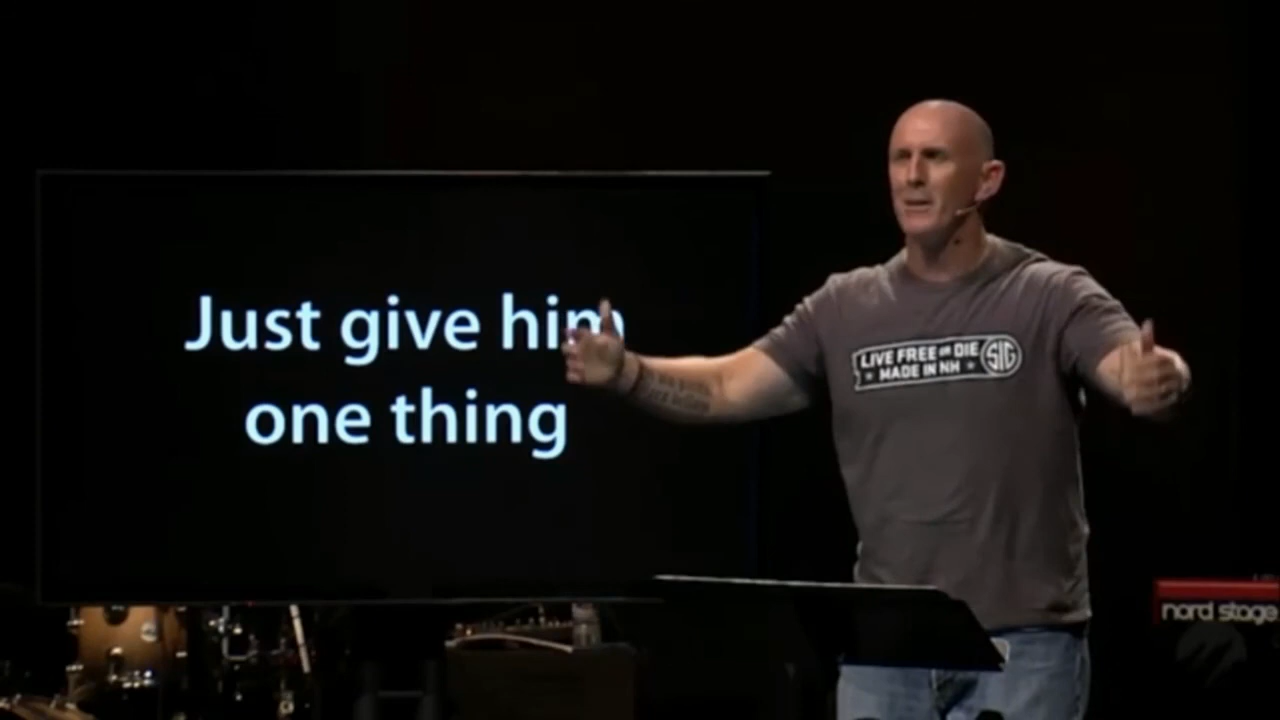 Just give him
one thing
LIVE FREE OR DIE
MADE IN NH
SIG
nord stage